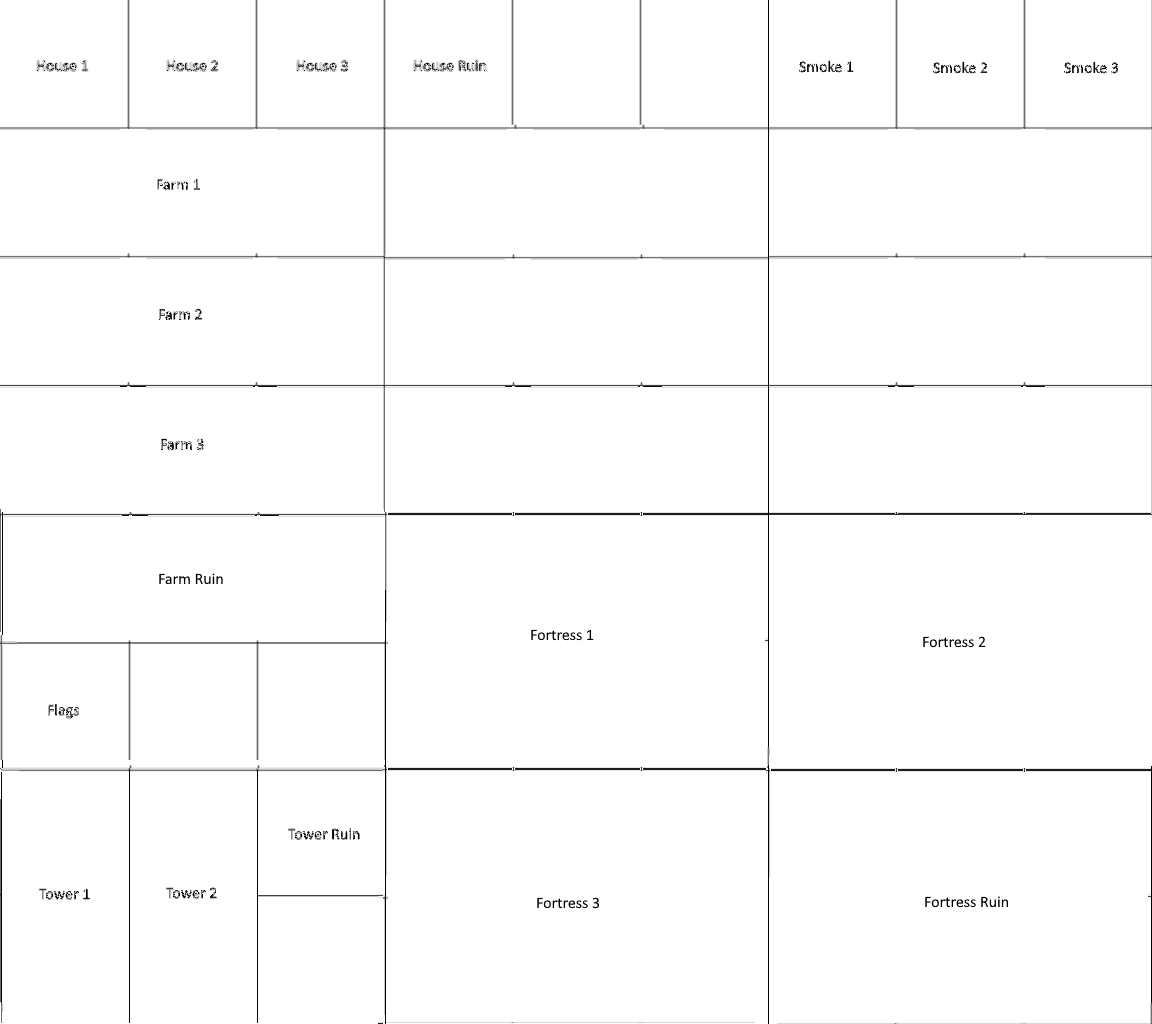 House 1
House 2
House 3
House Ruin
Smoke 1
Smoke 2
Smoke 3
Farm 1
Farm 2
Farm 3
Farm Ruin
Fortress 1
Fortress 2
Flags
Tower Ruin
Tower 1
Tower 2
Fortress 3
Fortress Ruin